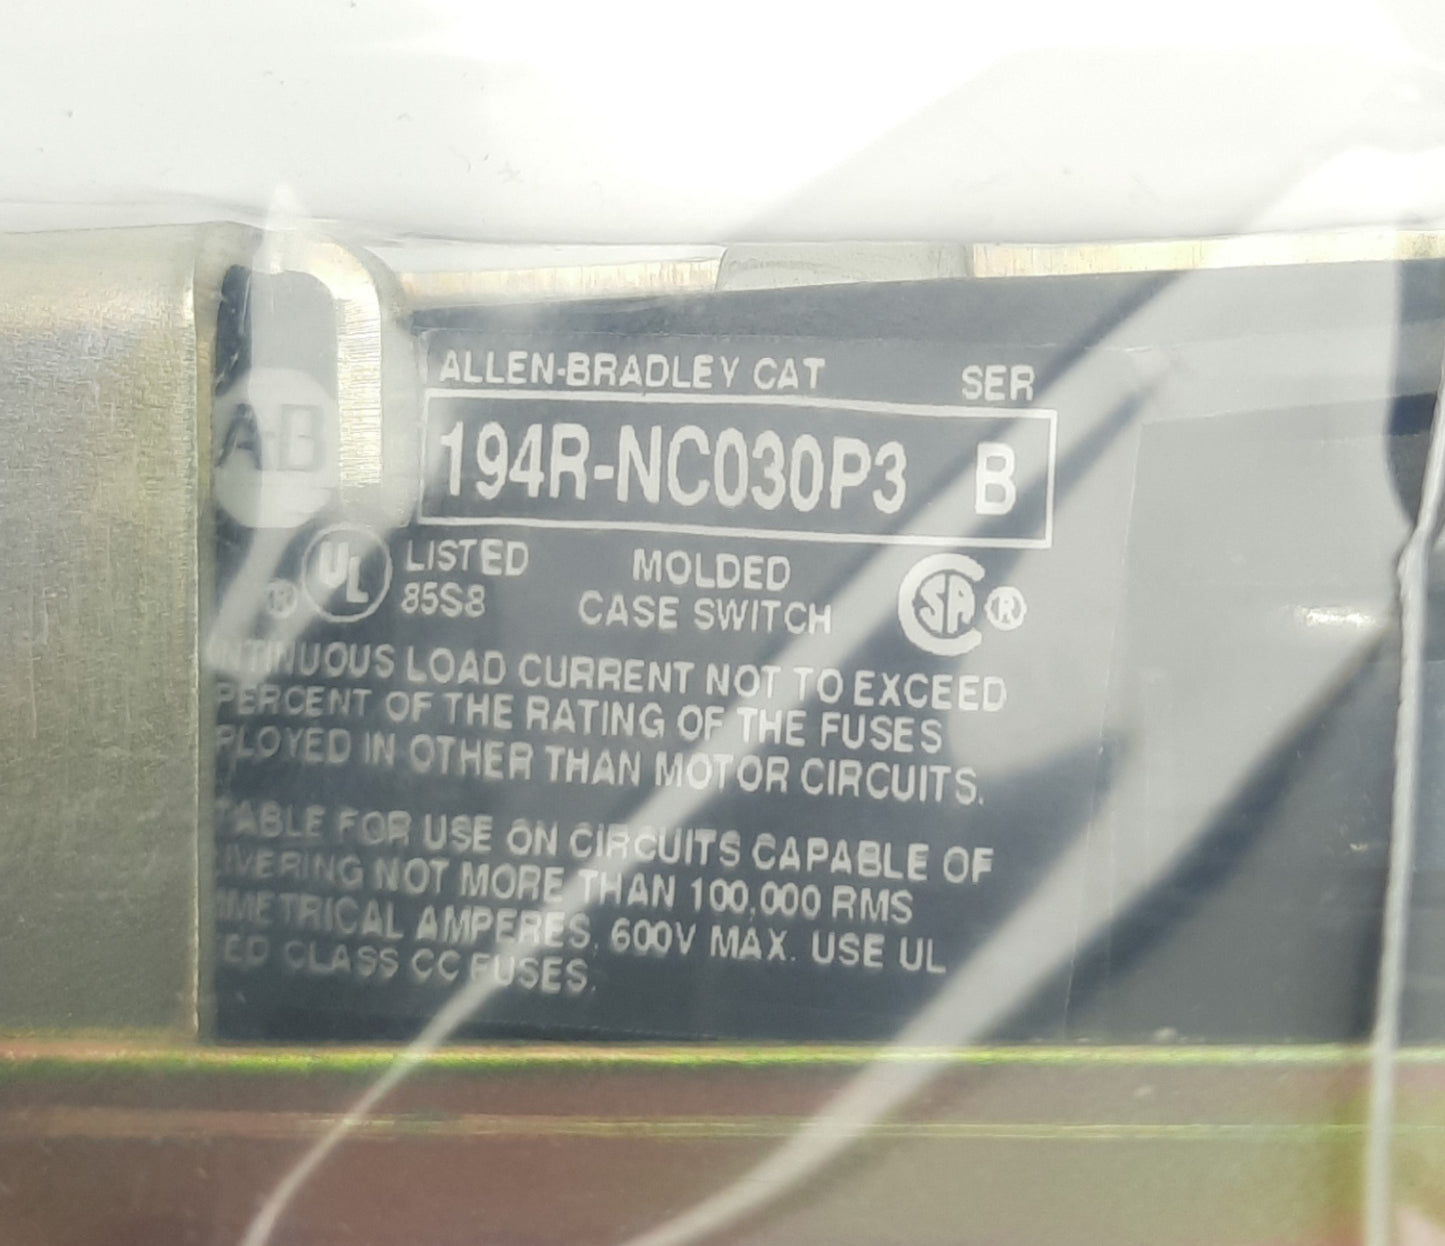 ALLEN-BRADLEY CAT SER
194R-NC030P3 B
AB
UL LISTED MOLDED SA ®
® 85S8 CASE SWITCH
NTINUOUS LOAD CURRENT NOT TO EXCEED
PERCENT OF THE RATING OF THE FUSES
PLOYED IN OTHER THAN MOTOR CIRCUITS.
TABLE FOR USE ON CIRCUITS CAPABLE OF
IVERING NOT MORE THAN 100,000 RMS
MMETRICAL AMPERES, 600V MAX. USE UL
TED CLASS CC FUSES.